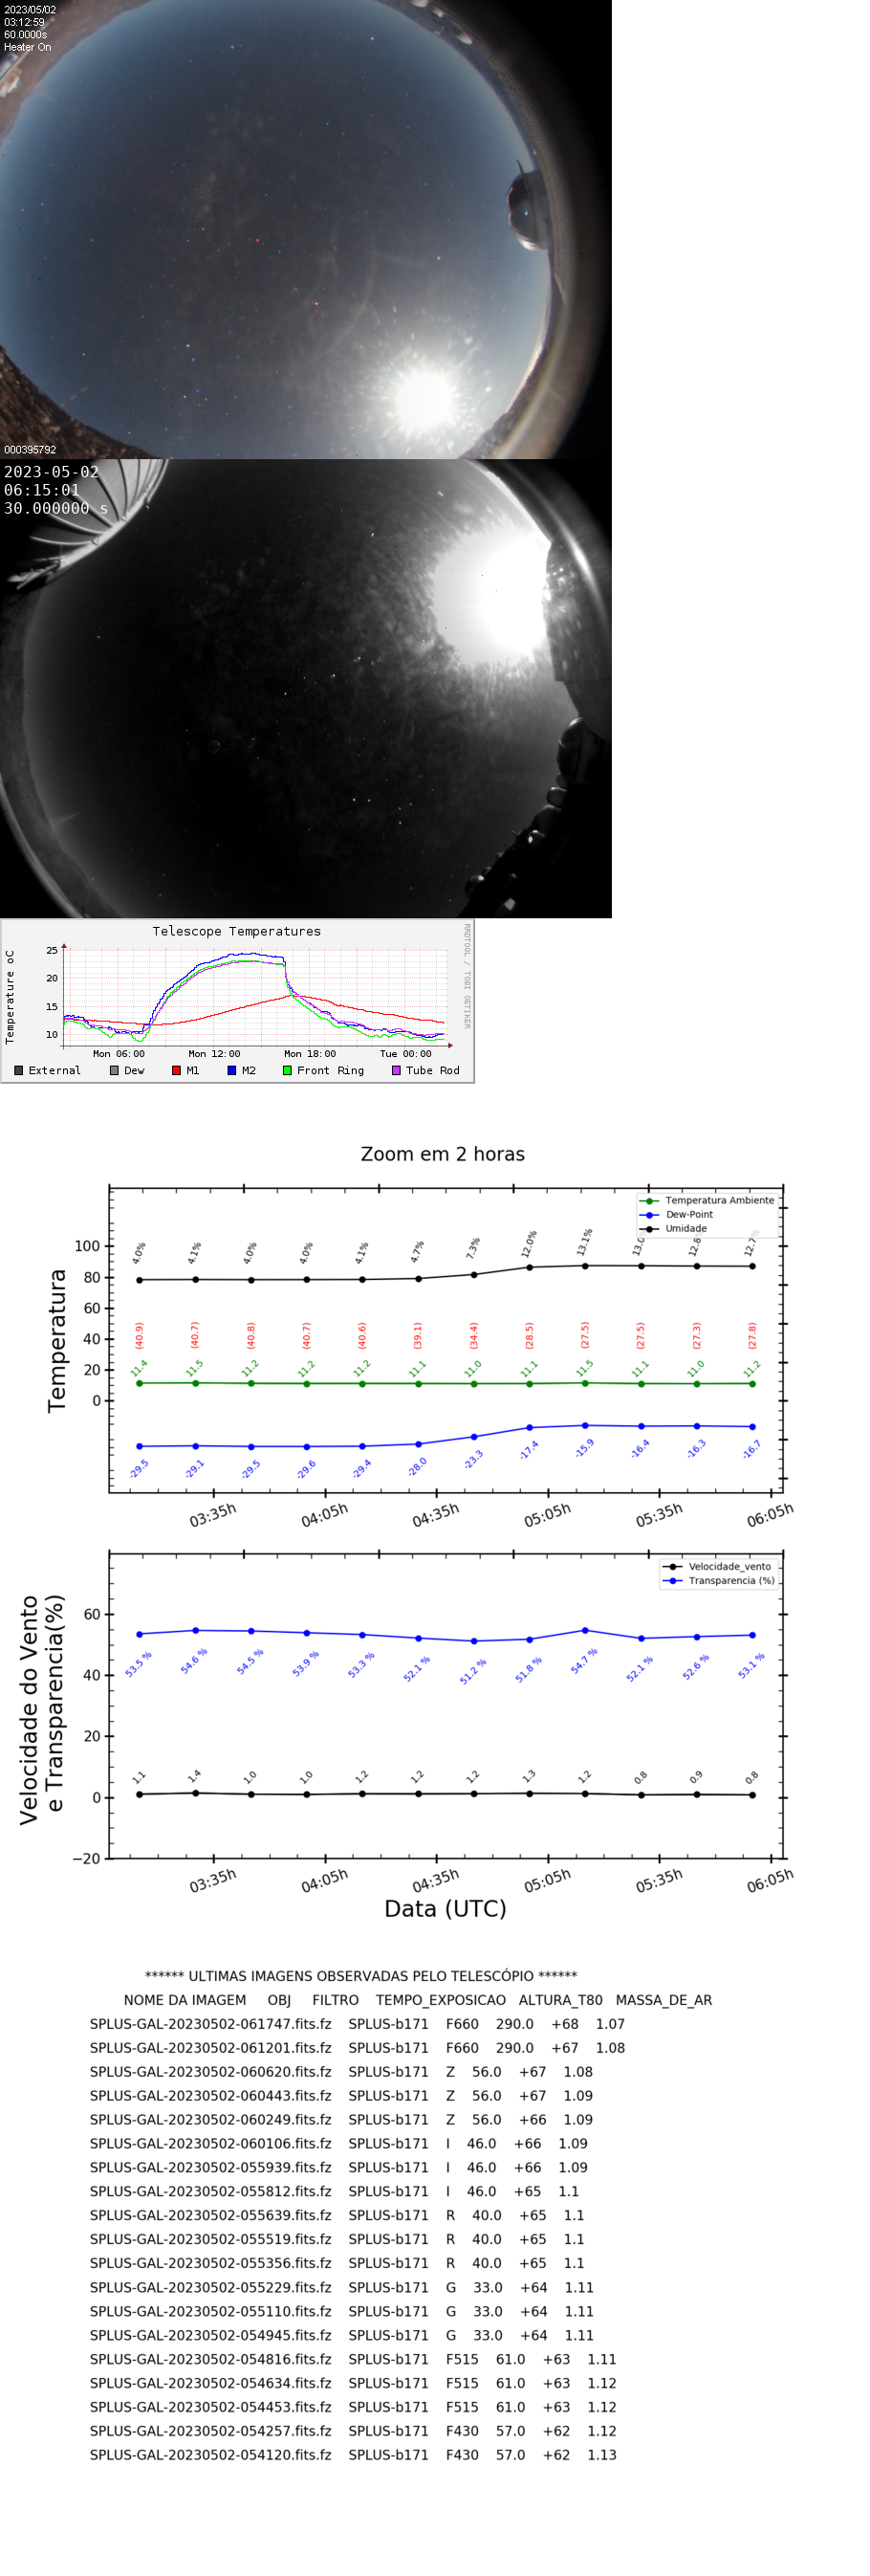 2023/05/02
03:12:59
60.0000s
Heater On
000395792
2023-05-02
06:15:01
30.000000 s
Telescope Temperatures
RRDTOOL / TOBI OETIKER
Temperature oC
25
20
15
10
Mon 06:00 Mon 12:00 Mon 18:00 Tue 00:00
External Dew M1 M2 Front Ring Tube Rod
Zoom em 2 horas
Temperatura Ambiente
Dew-Point
Umidade
Temperatura
100
80
60
40
20
0
4.0% 4.1% 4.0% 4.0% 4.1% 4.7% 7.3% 12.0% 13.1%
(40.9) (40.7) (40.8) (40.7) (40.6) (39.1) (34.4) (28.5) (27.5) (27.5) (27.3) (27.8)
11.4 11.5 11.2 11.2 11.2 11.1 11.0 11.1 11.5 11.1 11.0 11.2
-29.5 -29.1 -29.5 -29.6 -29.4 -28.0 -23.3 -17.4 -15.9 -16.4 -16.3 -16.7
03:35h 04:05h 04:35h 05:05h 05:35h 06:05h
Velocidade_vento
Transparencia (%)
Velocidade do Vento
e Transparencia(%)
60
40
20
0
−20
53.5 % 54.6 % 54.5 % 53.9 % 53.3 % 52.1 % 51.2 % 51.8 % 54.7 % 52.1 % 52.6 % 53.1 %
1.1 1.4 1.0 1.0 1.2 1.2 1.2 1.3 1.2 0.8 0.9 0.8
03:35h 04:05h 04:35h 05:05h 05:35h 06:05h
Data (UTC)
****** ULTIMAS IMAGENS OBSERVADAS PELO TELESCÓPIO ******
NOME DA IMAGEM OBJ FILTRO TEMPO_EXPOSICAO ALTURA_T80 MASSA_DE_AR
SPLUS-GAL-20230502-061747.fits.fz SPLUS-b171 F660 290.0 +68 1.07
SPLUS-GAL-20230502-061201.fits.fz SPLUS-b171 F660 290.0 +67 1.08
SPLUS-GAL-20230502-060620.fits.fz SPLUS-b171 Z 56.0 +67 1.08
SPLUS-GAL-20230502-060443.fits.fz SPLUS-b171 Z 56.0 +67 1.09
SPLUS-GAL-20230502-060249.fits.fz SPLUS-b171 Z 56.0 +66 1.09
SPLUS-GAL-20230502-060106.fits.fz SPLUS-b171 I 46.0 +66 1.09
SPLUS-GAL-20230502-055939.fits.fz SPLUS-b171 I 46.0 +66 1.09
SPLUS-GAL-20230502-055812.fits.fz SPLUS-b171 I 46.0 +65 1.1
SPLUS-GAL-20230502-055639.fits.fz SPLUS-b171 R 40.0 +65 1.1
SPLUS-GAL-20230502-055519.fits.fz SPLUS-b171 R 40.0 +65 1.1
SPLUS-GAL-20230502-055356.fits.fz SPLUS-b171 R 40.0 +65 1.1
SPLUS-GAL-20230502-055229.fits.fz SPLUS-b171 G 33.0 +64 1.11
SPLUS-GAL-20230502-055110.fits.fz SPLUS-b171 G 33.0 +64 1.11
SPLUS-GAL-20230502-054945.fits.fz SPLUS-b171 G 33.0 +64 1.11
SPLUS-GAL-20230502-054816.fits.fz SPLUS-b171 F515 61.0 +63 1.11
SPLUS-GAL-20230502-054634.fits.fz SPLUS-b171 F515 61.0 +63 1.12
SPLUS-GAL-20230502-054453.fits.fz SPLUS-b171 F515 61.0 +63 1.12
SPLUS-GAL-20230502-054257.fits.fz SPLUS-b171 F430 57.0 +62 1.12
SPLUS-GAL-20230502-054120.fits.fz SPLUS-b171 F430 57.0 +62 1.13